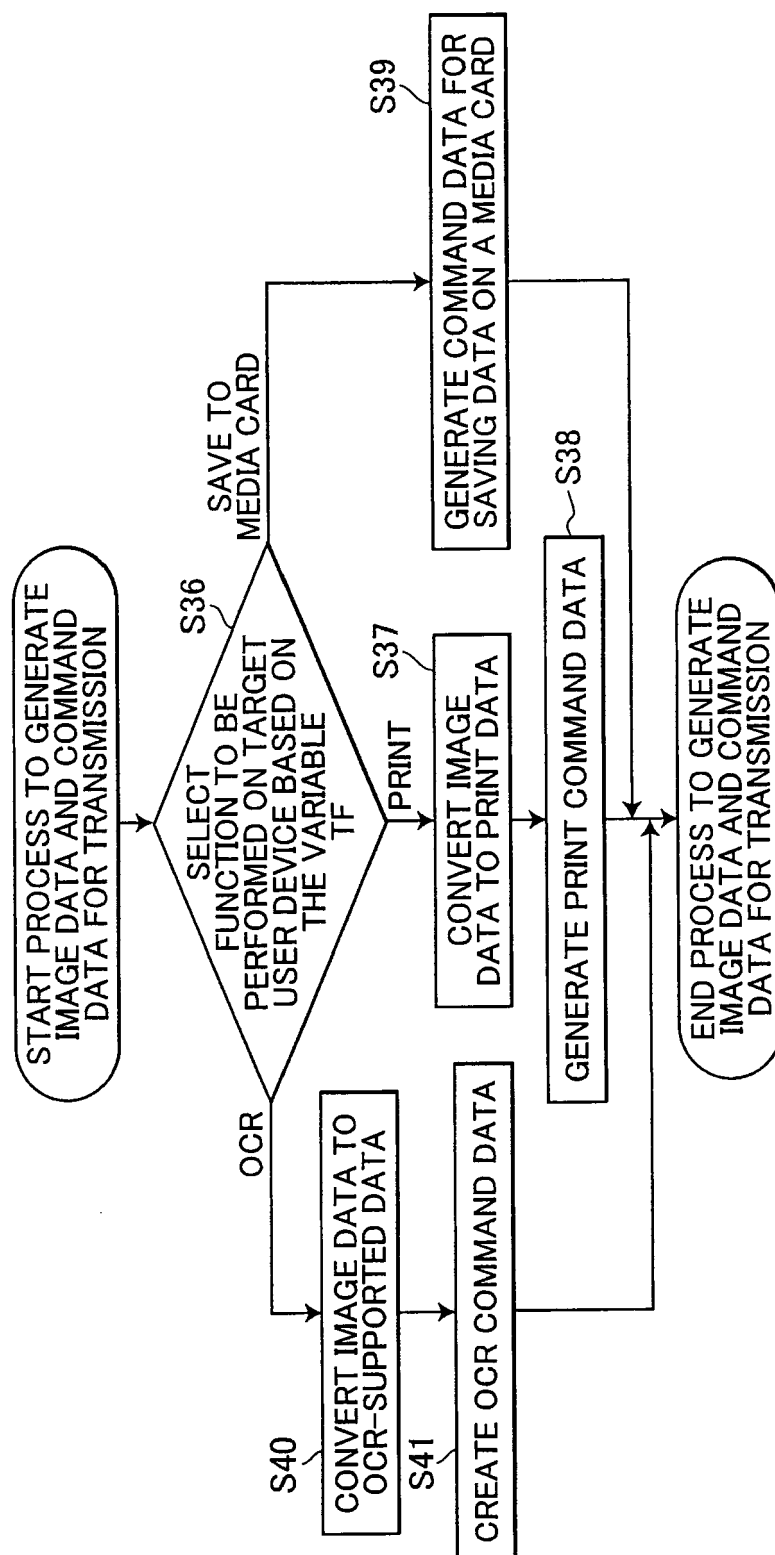 START PROCESS TO GENERATE
IMAGE DATA AND COMMAND
DATA FOR TRANSMISSION
S36
SELECT
FUNCTION TO BE
PERFORMED ON TARGET
USER DEVICE BASED ON
THE VARIABLE
TF
OCR
PRINT
SAVE TO
MEDIA CARD
S40
CONVERT IMAGE DATA TO
OCR-SUPPORTED DATA
S41
CREATE OCR COMMAND DATA
S37
CONVERT IMAGE
DATA TO PRINT DATA
S38
GENERATE PRINT COMMAND DATA
S39
GENERATE COMMAND DATA FOR
SAVING DATA ON A MEDIA CARD
END PROCESS TO GENERATE
IMAGE DATA AND COMMAND
DATA FOR TRANSMISSION